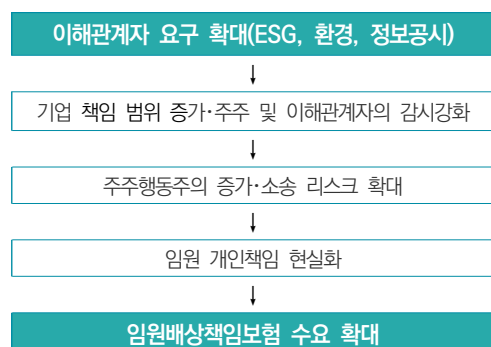 이해관계자 요구 확대(ESG, 환경, 정보공시)
기업 책임 범위 증가·주주 및 이해관계자의 감시강화
주주행동주의 증가·소송 리스크 확대
임원 개인책임 현실화
임원배상책임보험 수요 확대